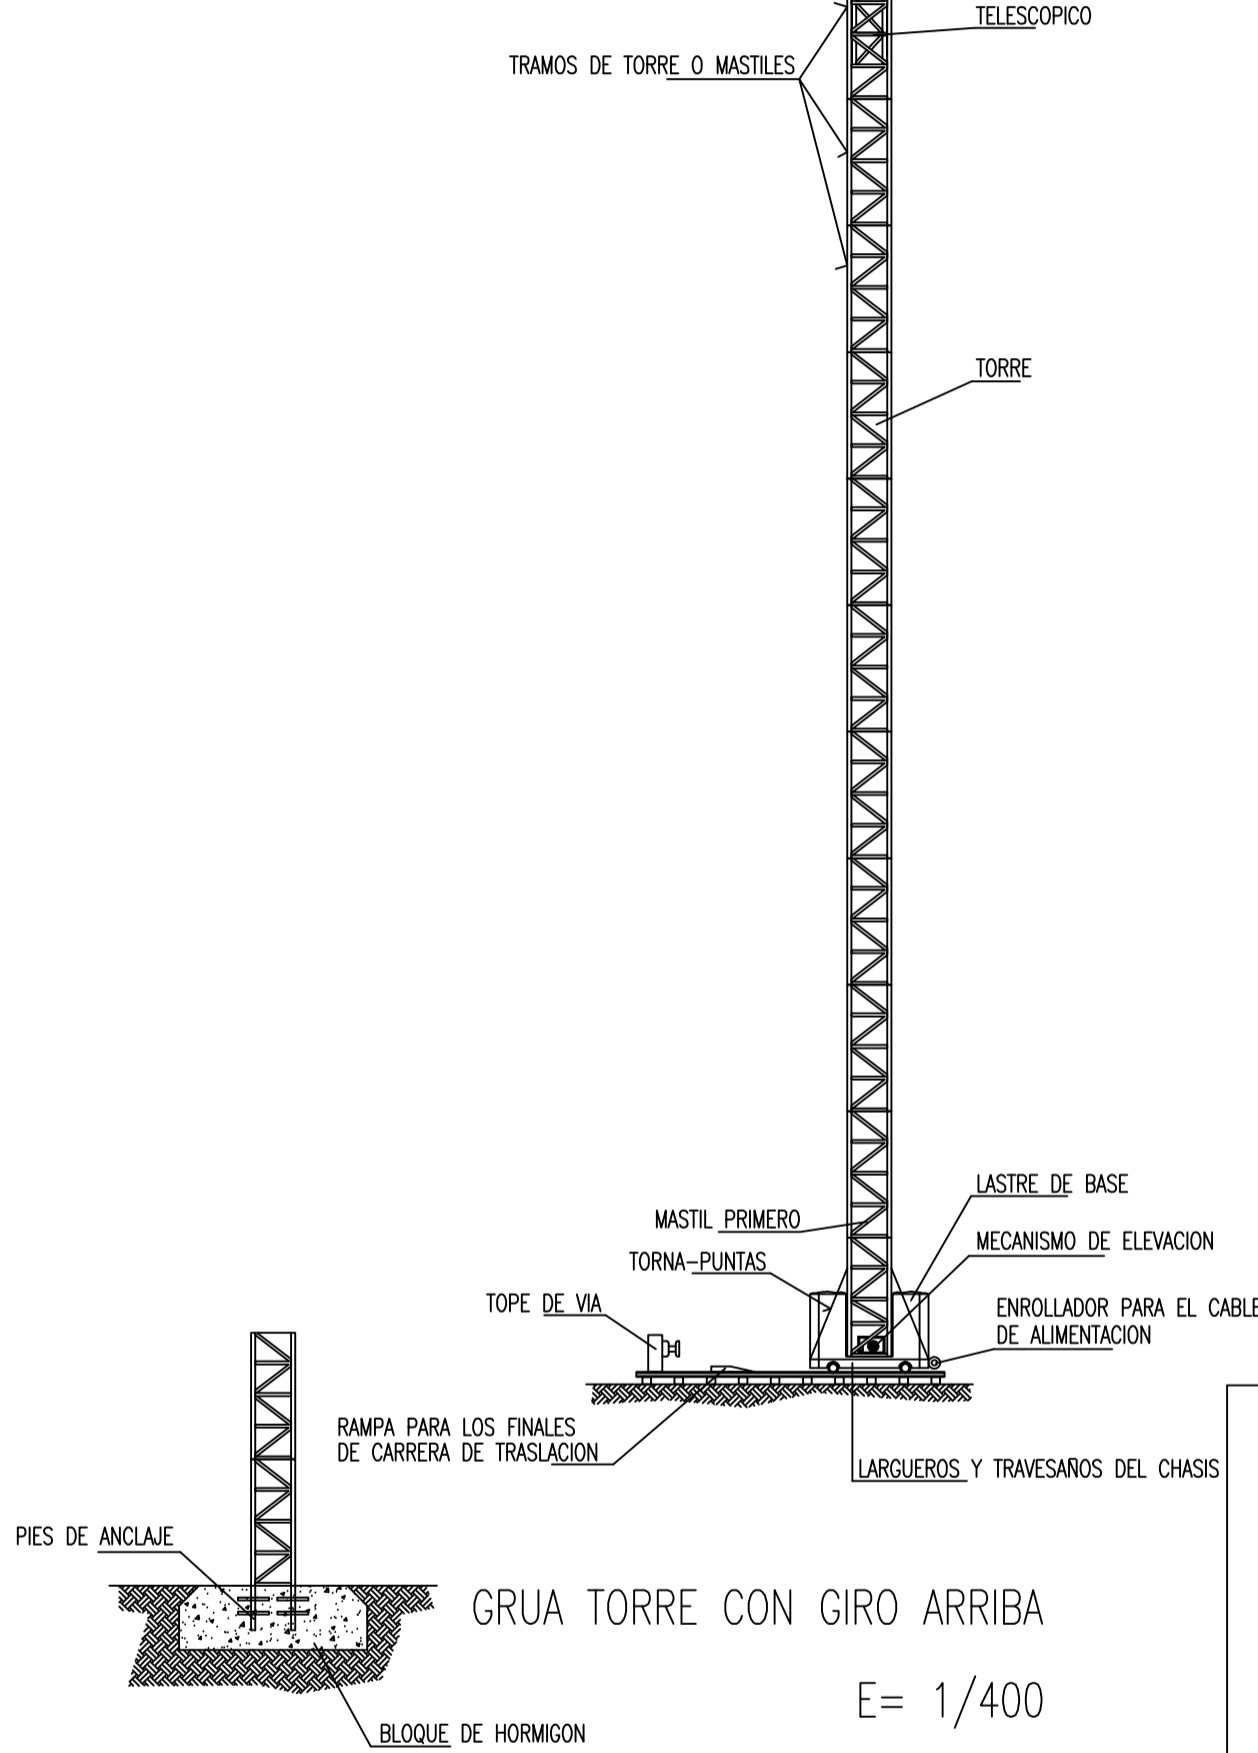 TELESCOPICO
TRAMOS DE TORRE O MASTILES
TORRE
LASTRE DE BASE
MASTIL PRIMERO
MECANISMO DE ELEVACION
TORNA-PUNTAS
TOPE DE VIA
ENROLLADOR PARA EL CABLE
DE ALIMENTACION
RAMPA PARA LOS FINALES
DE CARRERA DE TRASLACION
LARGUEROS Y TRAVESAÑOS DEL CHASIS
PIES DE ANCLAJE
GRUA TORRE CON GIRO ARRIBA
E= 1/400
BLOQUE DE HORMIGON